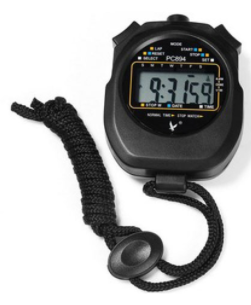 MODE
LAP START
RESET STOP
SELECT PC894 SET
S M T W T F S
9:31 59
STOP DATE TIME
NORMAL TIME STOP WATCH